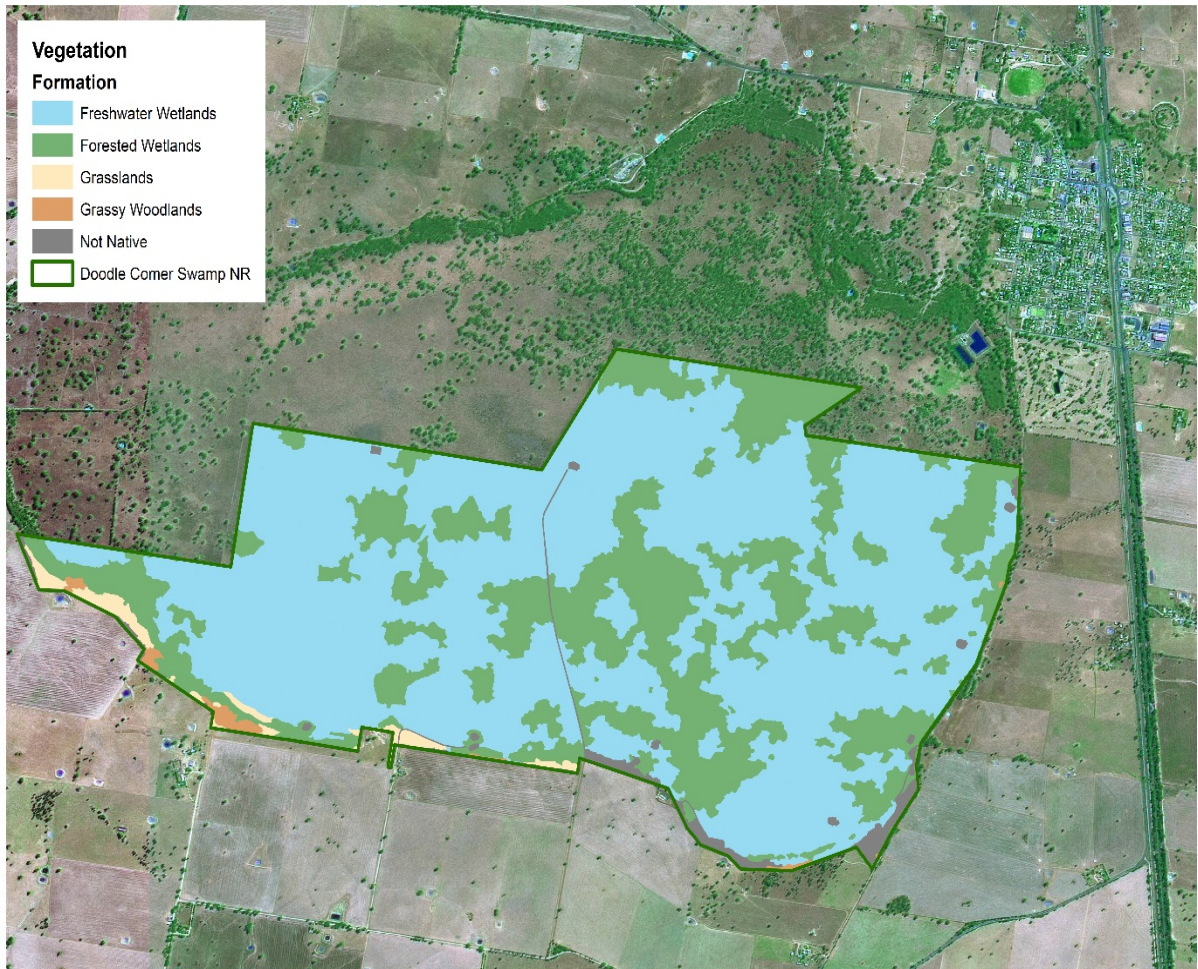 Vegetation
Formation
Freshwater Wetlands
Forested Wetlands
Grasslands
Grassy Woodlands
Not Native
Doodle Comer Swamp NR